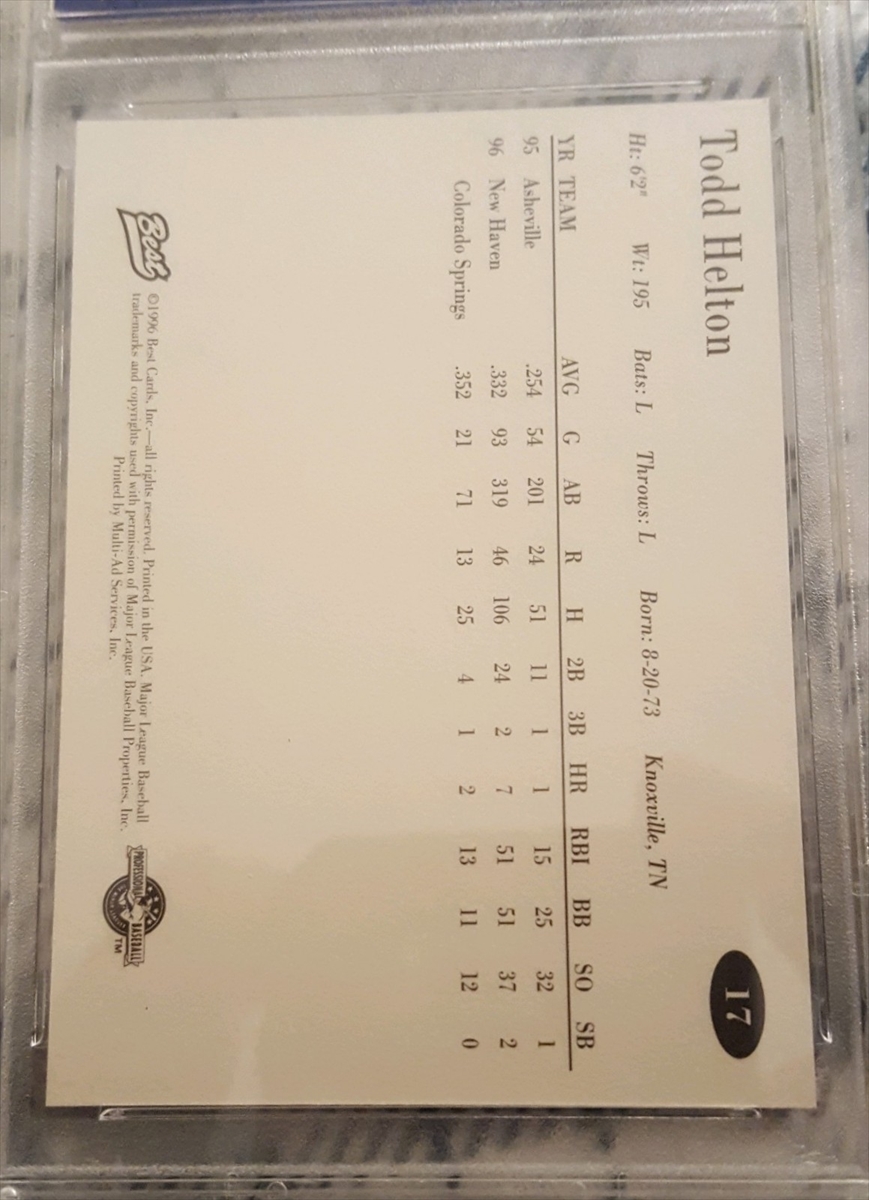 Todd Helton 17
Ht: 6'2" Wt: 195 Bats: L Throws: L Born: 8-20-73 Knoxville, TN
YR TEAM AVG G AB R H 2B 3B HR RBI BB SO SB
95 Asheville .254 54 201 24 51 11 1 1 15 25 32 1
96 New Haven .332 93 319 46 106 24 2 7 51 51 37 2
Colorado Springs .352 21 71 13 25 4 1 2 13 11 12 0
Best
©1996 Best Cards, Inc.—all rights reserved. Printed in the USA. Major League Baseball
trademarks and copyrights used with permission of Major League Baseball Properties, Inc.
Printed by Multi-Ad Services, Inc.
PROFESSIONAL BASEBALL TM